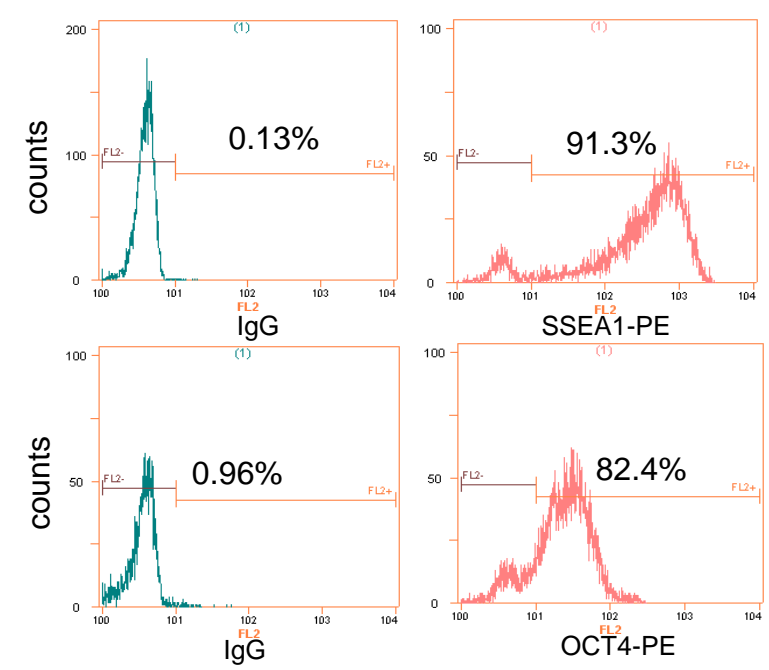 (1)
200
100
0
counts
FL2-
0.13%
FL2+
100 101 102 103 104
FL2
IgG
(1)
100
50
0
FL2-
91.3%
FL2+
100 101 102 103 104
FL2
SSEA1-PE
(1)
100
50
0
counts
FL2-
0.96%
FL2+
100 101 102 103 104
FL2
IgG
(1)
100
50
0
FL2-
82.4%
FL2+
100 101 102 103 104
FL2
OCT4-PE